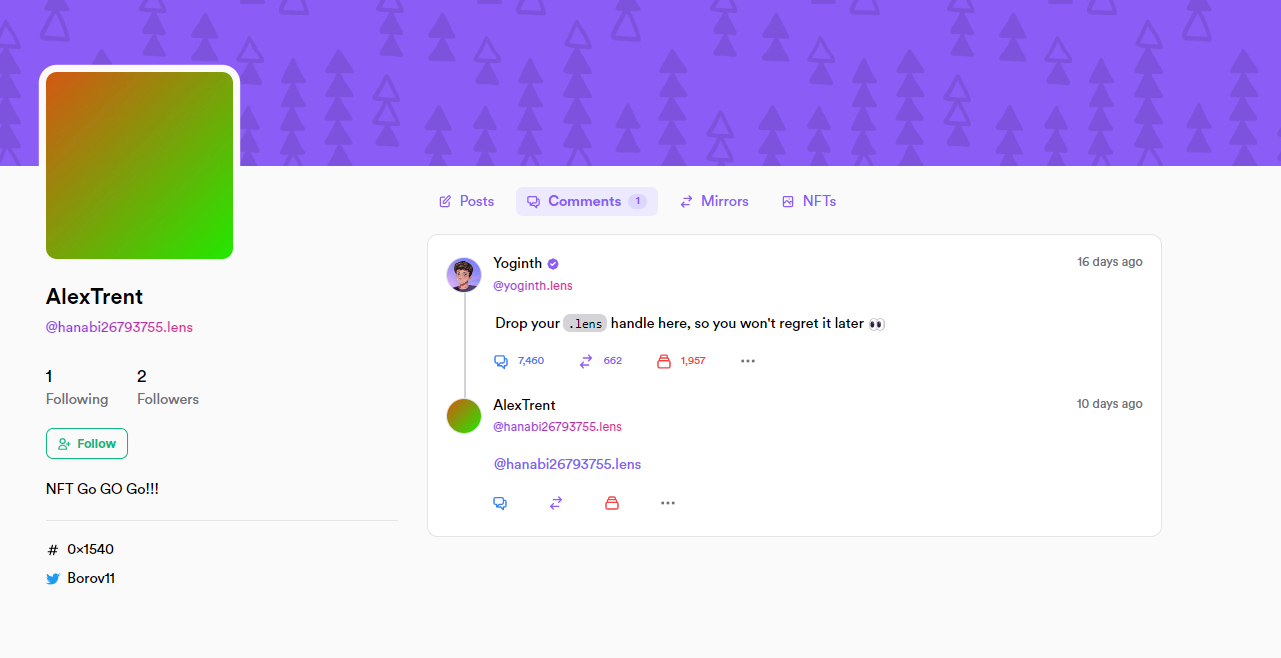 AlexTrent
@hanabi26793755.lens
1 2
Following Followers
Follow
NFT Go GO Go!!!
# 0x1540
Borov11
Posts Comments 1 Mirrors NFTs
Yoginth 16 days ago
@yoginth.lens
Drop your .lens handle here, so you won't regret it later 👀
7,460 662 1,957
AlexTrent 10 days ago
@hanabi26793755.lens
@hanabi26793755.lens